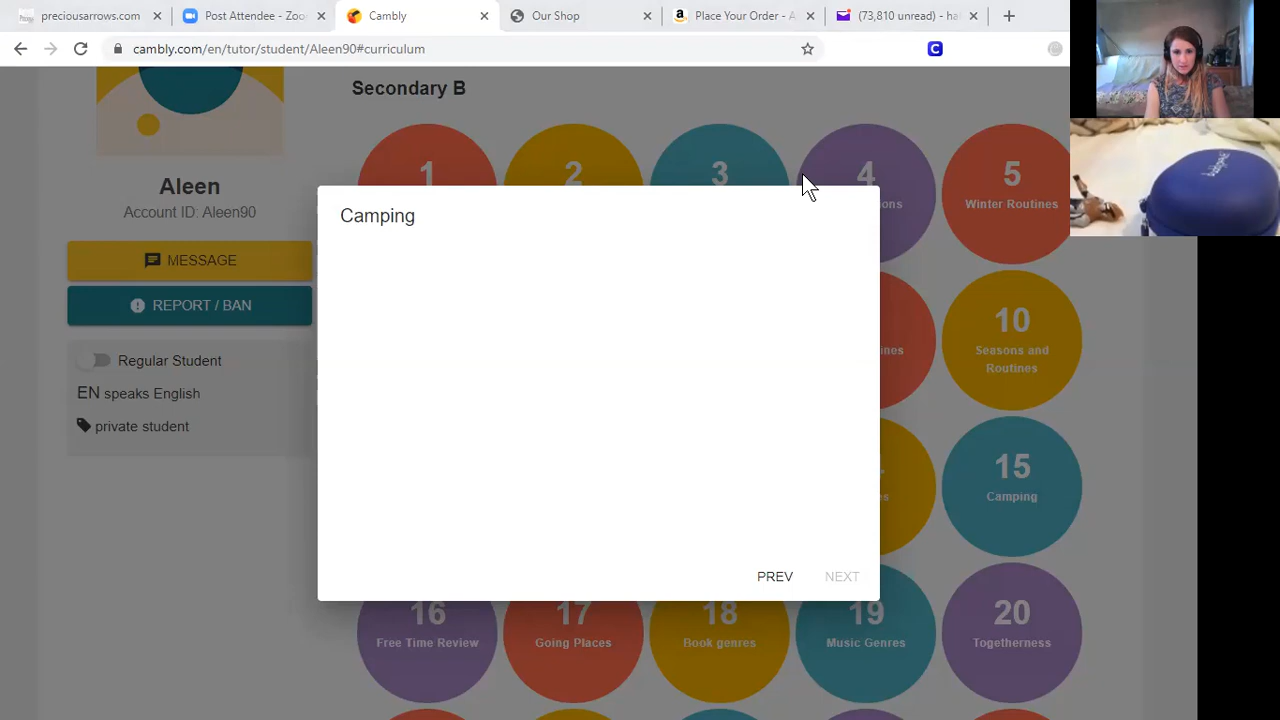 preciousarrows.com
Post Attendee - Zoo
Cambly
Our Shop
Place Your Order - A
(73,810 unread) - ha
cambly.com/en/tutor/student/Aleen90#curriculum
Secondary B
1
2
3
4
ons
5
Winter Routines
Aleen
Account ID: Aleen90
MESSAGE
REPORT / BAN
Regular Student
EN speaks English
private student
Camping
PREV
NEXT
ines
10
Seasons and
Routines
es
15
Camping
16
Free Time Review
17
Going Places
18
Book genres
19
Music Genres
20
Togetherness